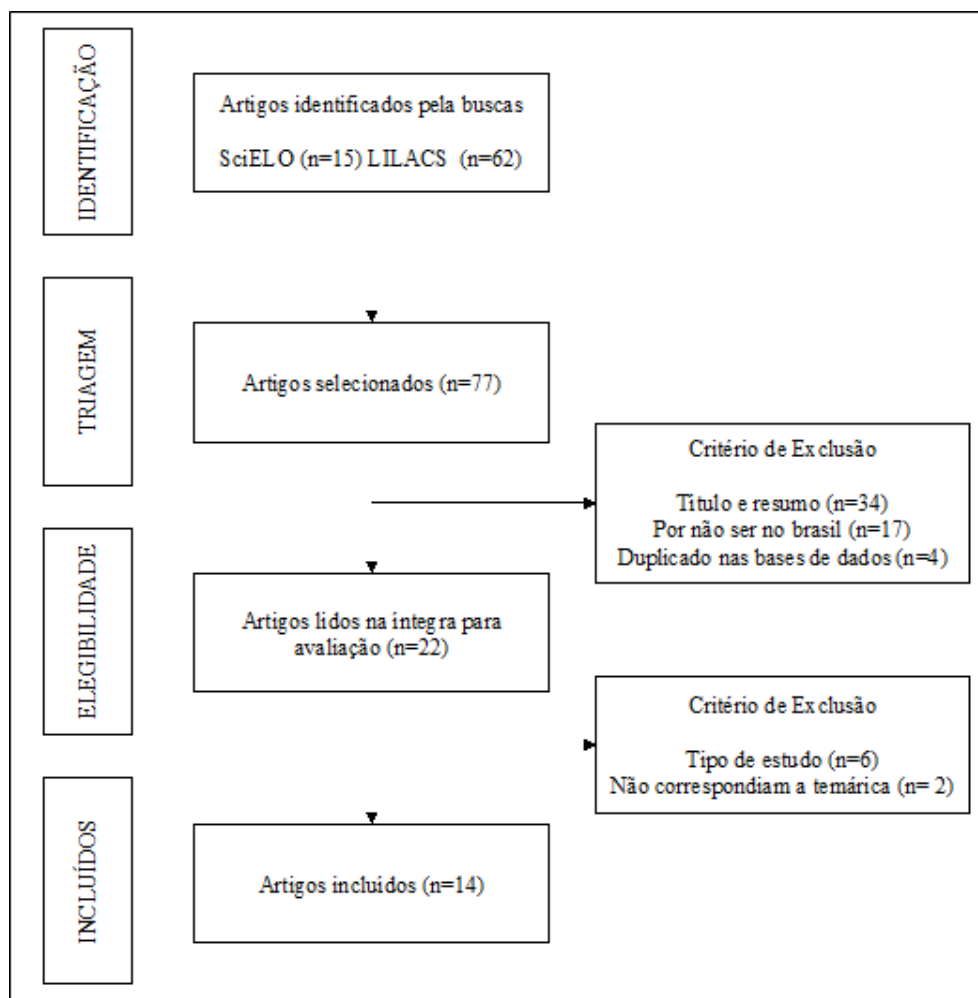 IDENTIFICAÇÃO
Artigos identificados pela buscas
SciELO (n=15) LILACS (n=62)
TRIAGEM
Artigos selecionados (n=77)
Critério de Exclusão
Titulo e resumo (n=34)
Por não ser no brasil (n=17)
Duplicado nas bases de dados (n=4)
ELEGIBILIDADE
Artigos lidos na integra para
avaliação (n=22)
Critério de Exclusão
Tipo de estudo (n=6)
Não correspondiam a temárica (n= 2)
INCLUÍDOS
Artigos incluídos (n=14)